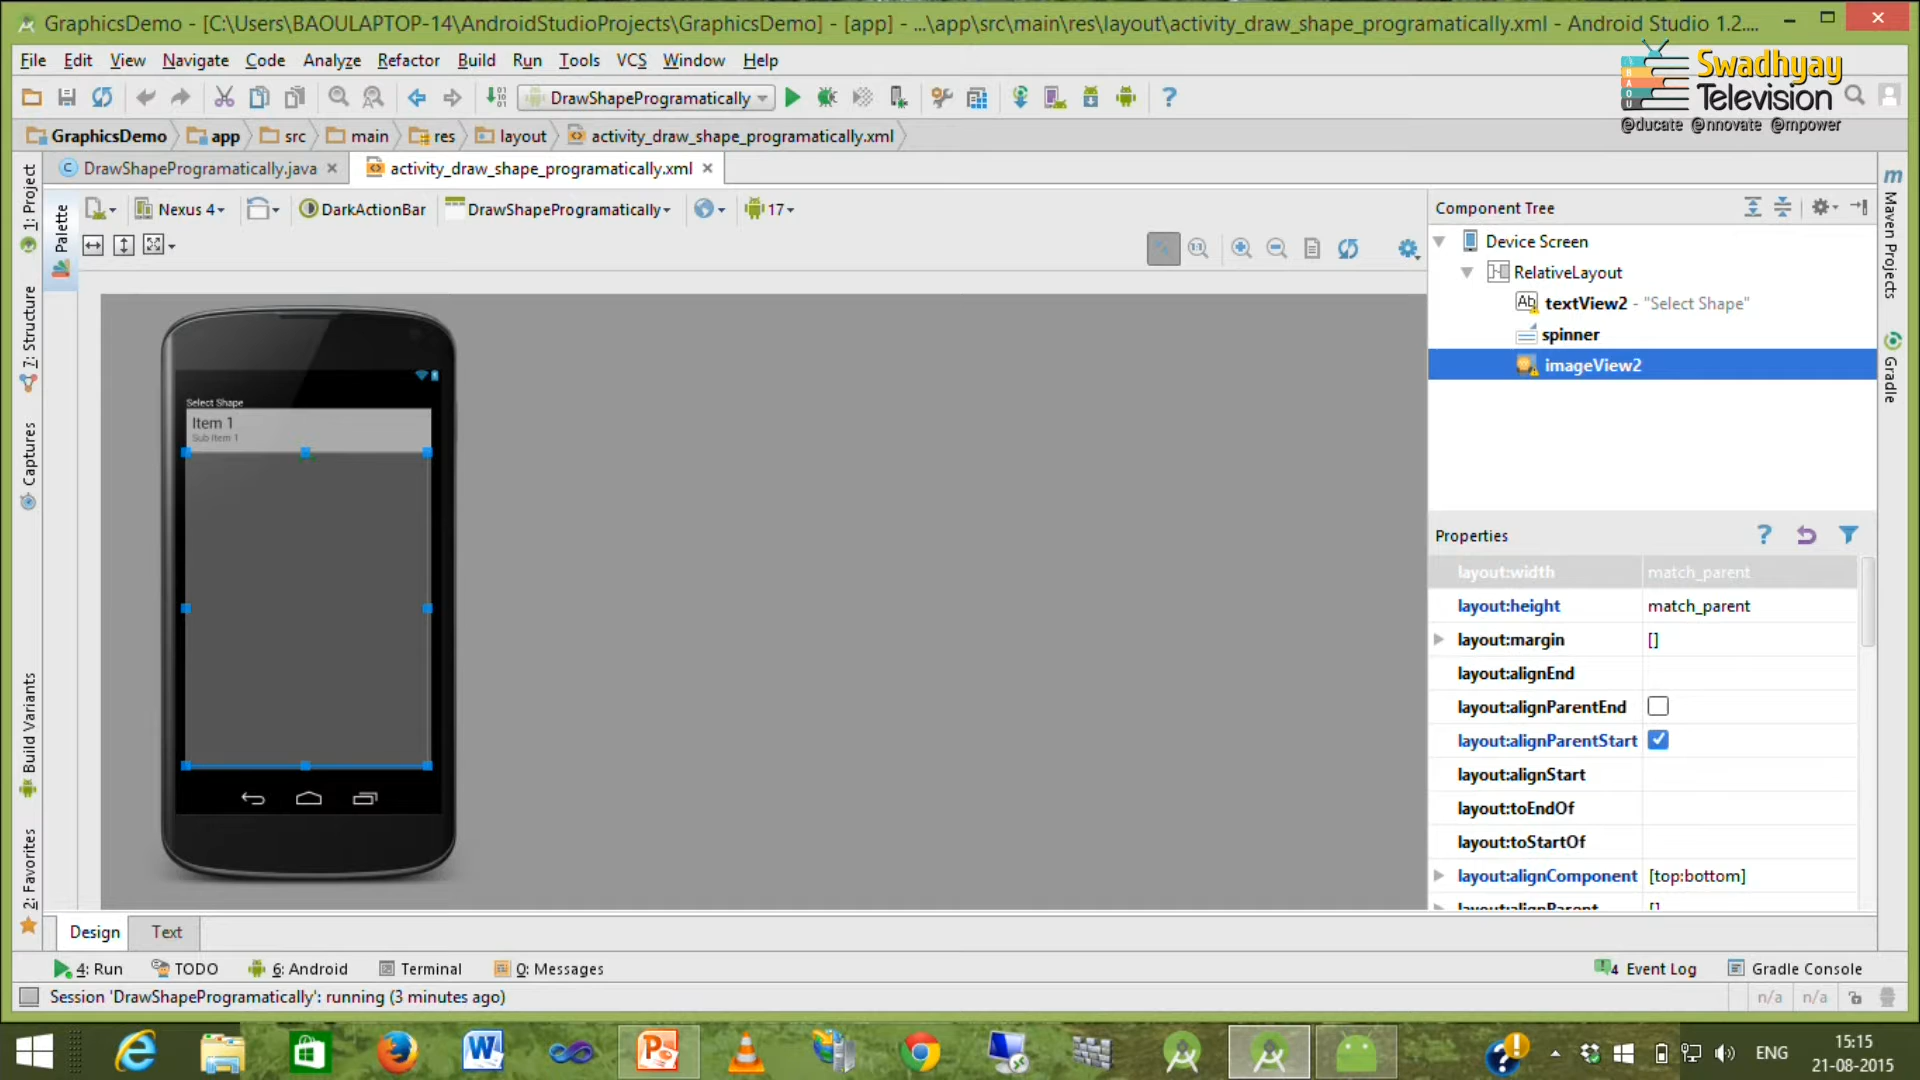 GraphicsDemo - [C:\Users\BAOULAPTOP-14\AndroidStudioProjects\GraphicsDemo] - [app] - ...\app\src\main\res\layout\activity_draw_shape_programatically.xml - Android Studio 1.2....
File Edit View Navigate Code Analyze Refactor Build Run Tools VCS Window Help
Swadhyay
Television
@ducate @nnovate @mpower
DrawShapeProgramatically
GraphicsDemo app src main res layout activity_draw_shape_programatically.xml
DrawShapeProgramatically.java activity_draw_shape_programatically.xml
Nexus 4 DarkActionBar DrawShapeProgramatically 17
1: Project
Palette
7: Structure
Captures
Build Variants
2: Favorites
Select Shape
Item 1
Sub Item 1
Component Tree
Device Screen
RelativeLayout
Ab textView2 - "Select Shape"
spinner
imageView2
Properties
layout:width match_parent
layout:height match_parent
layout:margin []
layout:alignEnd
layout:alignParentEnd
layout:alignParentStart
layout:alignStart
layout:toEndOf
layout:toStartOf
layout:alignComponent [top:bottom]
layout:alignParent []
Maven Projects
Gradle
Design Text
4: Run TODO 6: Android Terminal 0: Messages
4 Event Log Gradle Console
Session 'DrawShapeProgramatically': running (3 minutes ago)
n/a n/a
ENG
15:15
21-08-2015